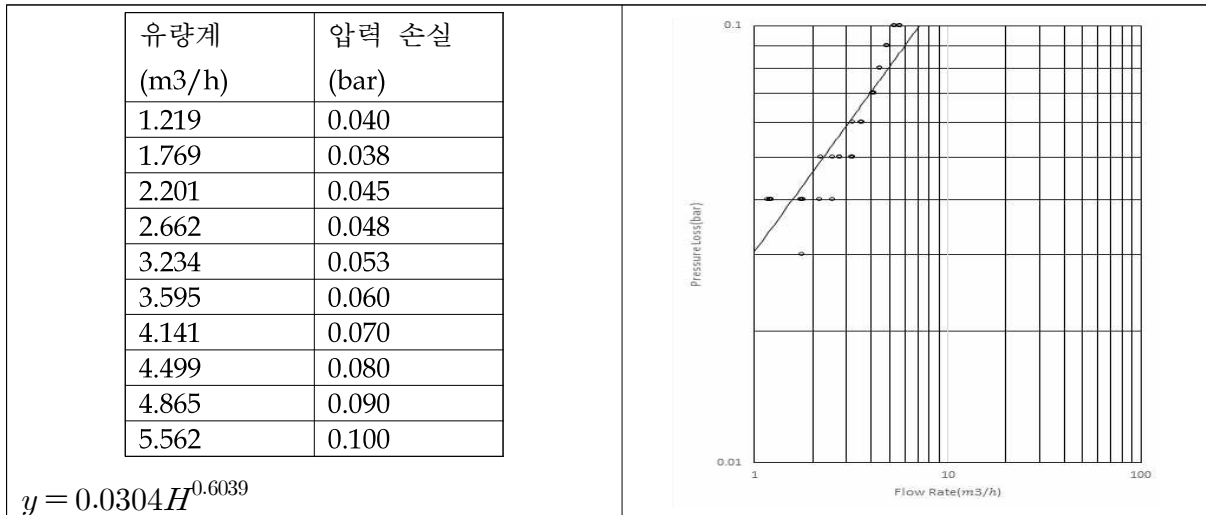 유량계 압력 손실
(m3/h) (bar)
1.219 0.040
1.769 0.038
2.201 0.045
2.662 0.048
3.234 0.053
3.595 0.060
4.141 0.070
4.499 0.080
4.865 0.090
5.562 0.100
y = 0.0304H^0.6039
0.1
Pressure Loss(bar)
0.01
1 10 100
Flow Rate(m3/h)